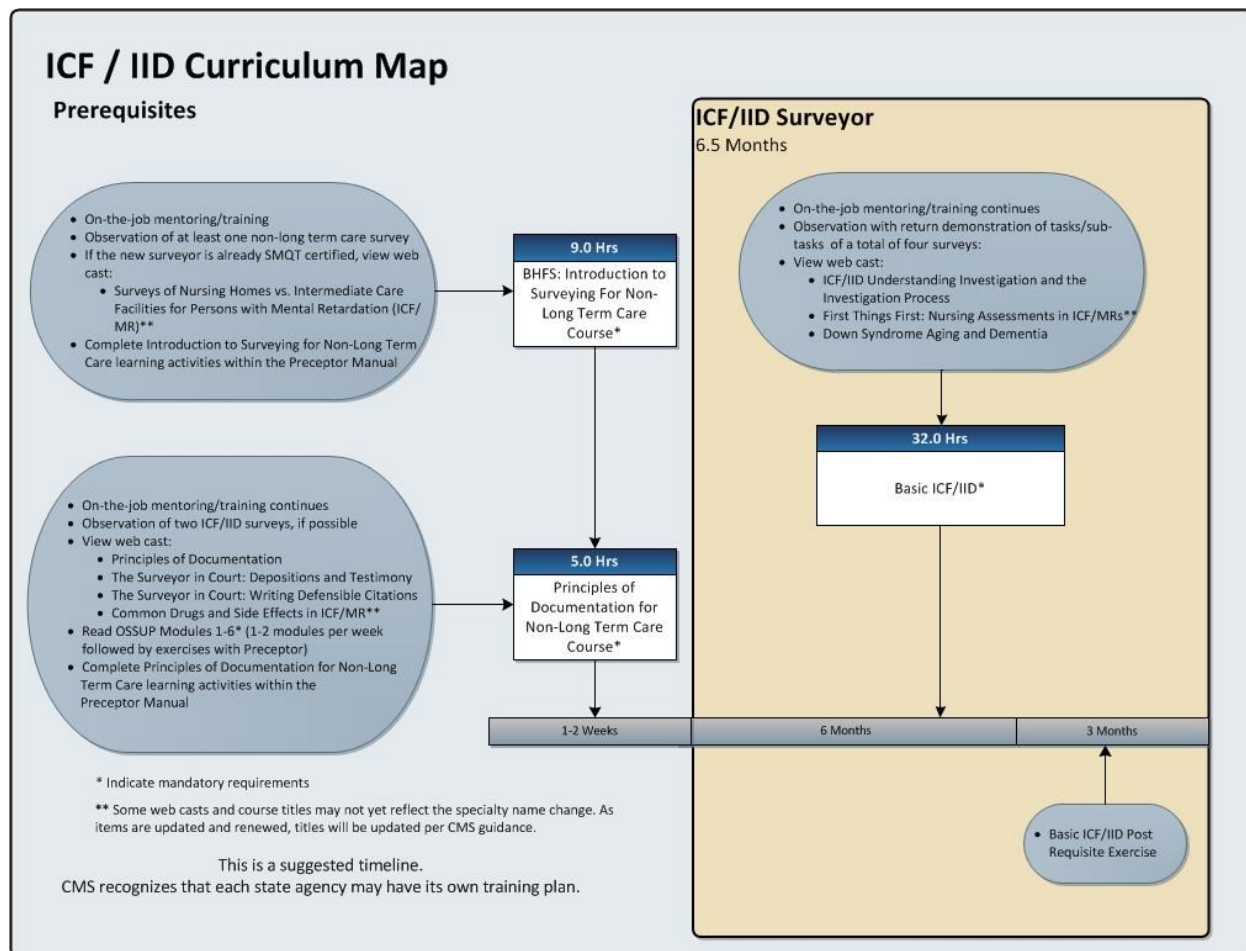 ICF / IID Curriculum Map
Prerequisites
• On-the-job mentoring/training
• Observation of at least one non-long term care survey
• If the new surveyor is already SMQT certified, view web
cast:
• Surveys of Nursing Homes vs. Intermediate Care
Facilities for Persons with Mental Retardation (ICF/
MR)**
• Complete Introduction to Surveying for Non-Long Term
Care learning activities within the Preceptor Manual
9.0 Hrs
BHFS: Introduction to
Surveying For Non-
Long Term Care
Course*
• On-the-job mentoring/training continues
• Observation of two ICF/IID surveys, if possible
• View web cast:
• Principles of Documentation
• The Surveyor in Court: Depositions and Testimony
• The Surveyor in Court: Writing Defensible Citations
• Common Drugs and Side Effects in ICF/MR**
• Read OSSUP Modules 1-6* (1-2 modules per week
followed by exercises with Preceptor)
• Complete Principles of Documentation for Non-Long
Term Care learning activities within the
Preceptor Manual
5.0 Hrs
Principles of
Documentation for
Non-Long Term Care
Course*
ICF/IID Surveyor
6.5 Months
• On-the-job mentoring/training continues
• Observation with return demonstration of tasks/sub-
tasks of a total of four surveys:
• View web cast:
• ICF/IID Understanding Investigation and the
Investigation Process
• First Things First: Nursing Assessments in ICF/MRs**
• Down Syndrome Aging and Dementia
32.0 Hrs
Basic ICF/IID*
1-2 Weeks
6 Months
3 Months
• Basic ICF/IID Post
Requisite Exercise
* Indicate mandatory requirements
** Some web casts and course titles may not yet reflect the specialty name change. As
items are updated and renewed, titles will be updated per CMS guidance.
This is a suggested timeline.
CMS recognizes that each state agency may have its own training plan.